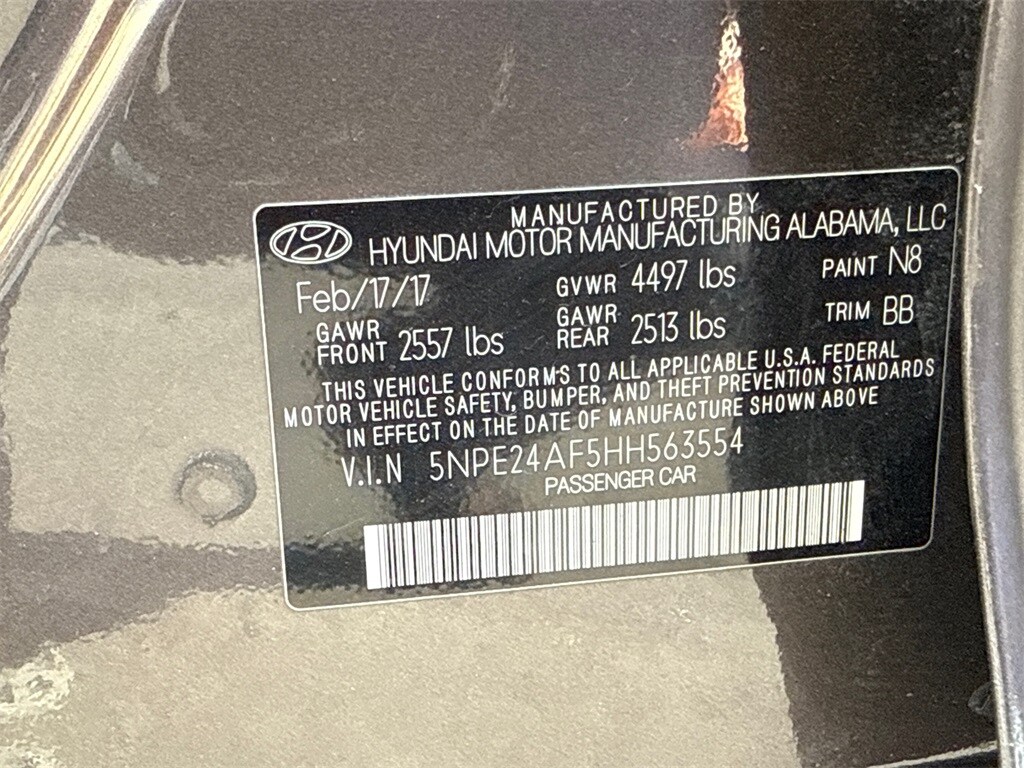 MANUFACTURED BY
HYUNDAI MOTOR MANUFACTURING ALABAMA, LLC
Feb/17/17 GVWR 4497 lbs PAINT N8
GAWR FRONT 2557 lbs GAWR REAR 2513 lbs TRIM BB
THIS VEHICLE CONFORMS TO ALL APPLICABLE U.S.A. FEDERAL
MOTOR VEHICLE SAFETY, BUMPER, AND THEFT PREVENTION STANDARDS
IN EFFECT ON THE DATE OF MANUFACTURE SHOWN ABOVE
V.I.N 5NPE24AF5HH563554
PASSENGER CAR